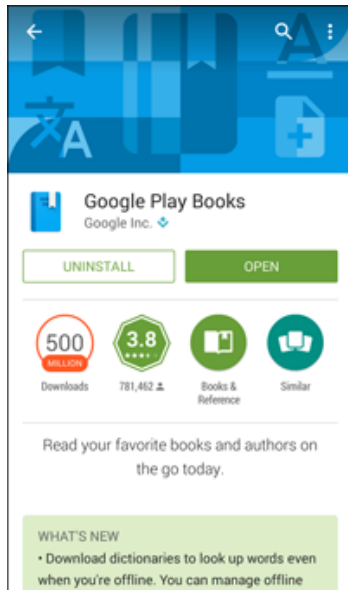 文A
A
Google Play Books
Google Inc.
UNINSTALL
OPEN
500
MILLION
Downloads
3.8
781,462
Books &
Reference
Similar
Read your favorite books and authors on
the go today.
WHAT'S NEW
• Download dictionaries to look up words even
when you're offline. You can manage offline